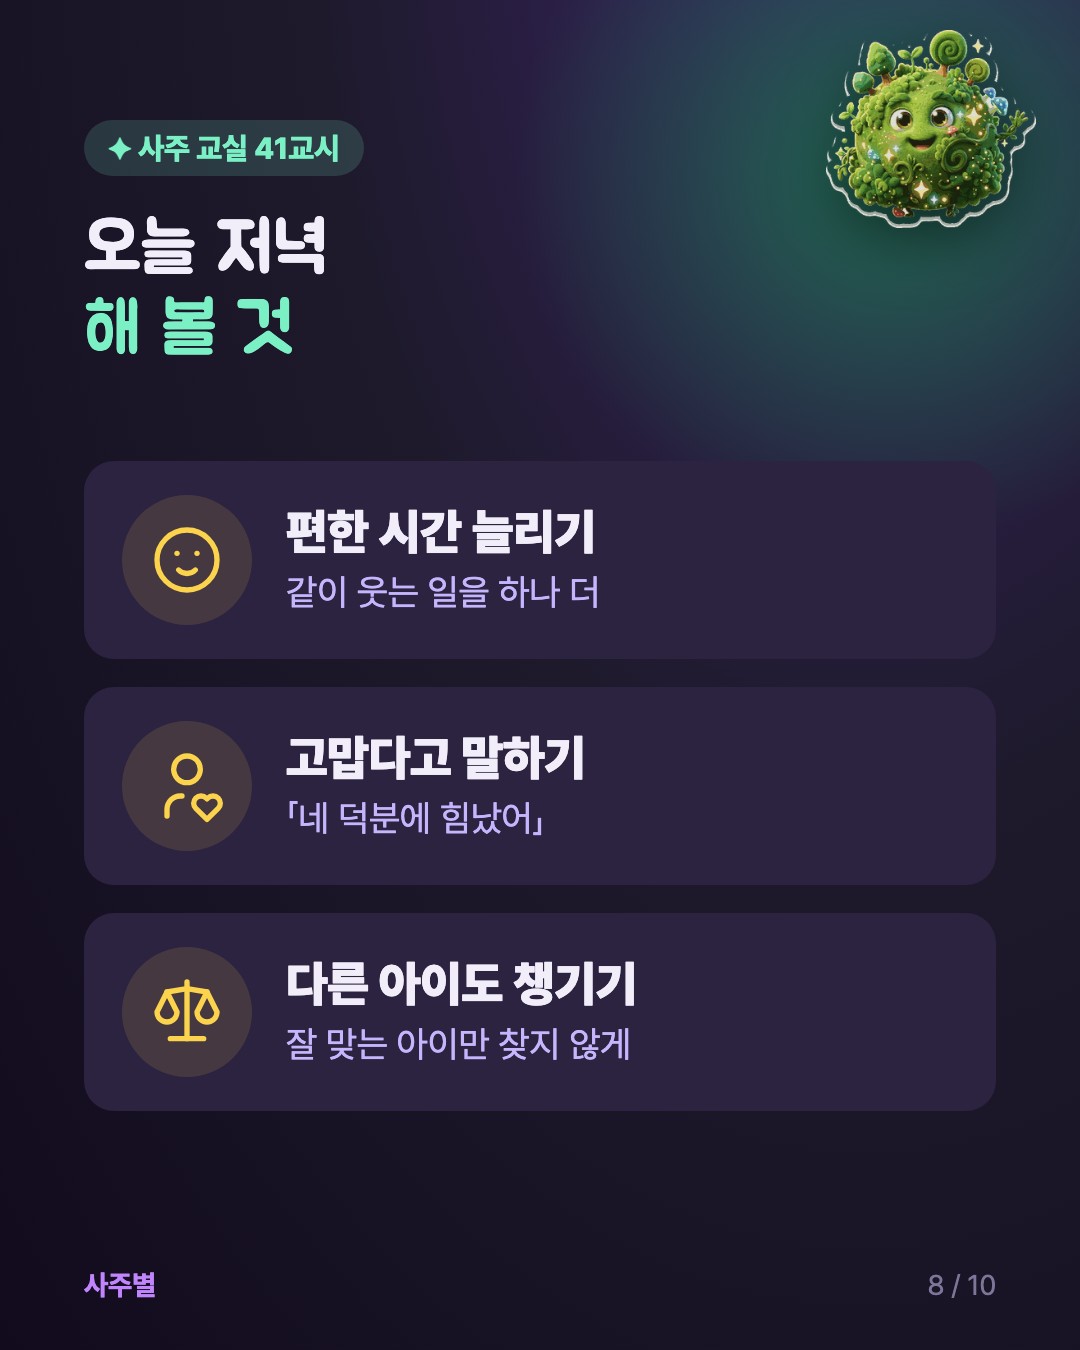 ✦ 사주 교실 41교시
오늘 저녁
해 볼 것
편한 시간 늘리기
같이 웃는 일을 하나 더
고맙다고 말하기
「네 덕분에 힘났어」
다른 아이도 챙기기
잘 맞는 아이만 찾지 않게
사주별
8 / 10